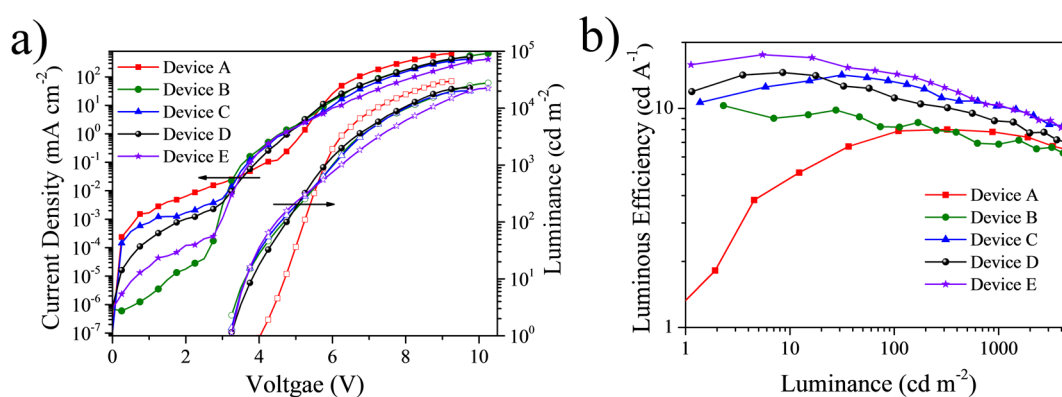 a)
Current Density (mA cm-2)
10^2
10^1
10^0
10^-1
10^-2
10^-3
10^-4
10^-5
10^-6
10^-7
Device A
Device B
Device C
Device D
Device E
0
2
4
6
8
10
Voltgae (V)
10^5
10^4
10^3
10^2
10^1
10^0
Luminance (cd m-2)
b)
Luminous Efficiency (cd A-1)
10
1
Device A
Device B
Device C
Device D
Device E
1
10
100
1000
Luminance (cd m-2)